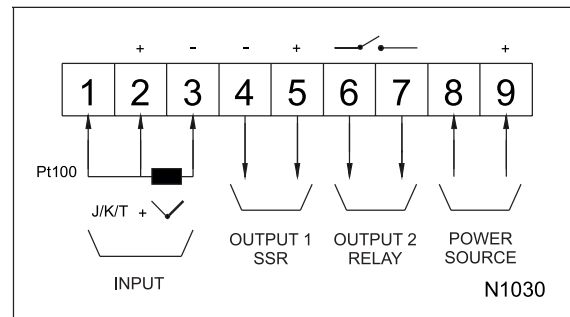 + - - + +
1 2 3 4 5 6 7 8 9
Pt100
J/K/T +
INPUT
OUTPUT 1
SSR
OUTPUT 2
RELAY
POWER
SOURCE
N1030